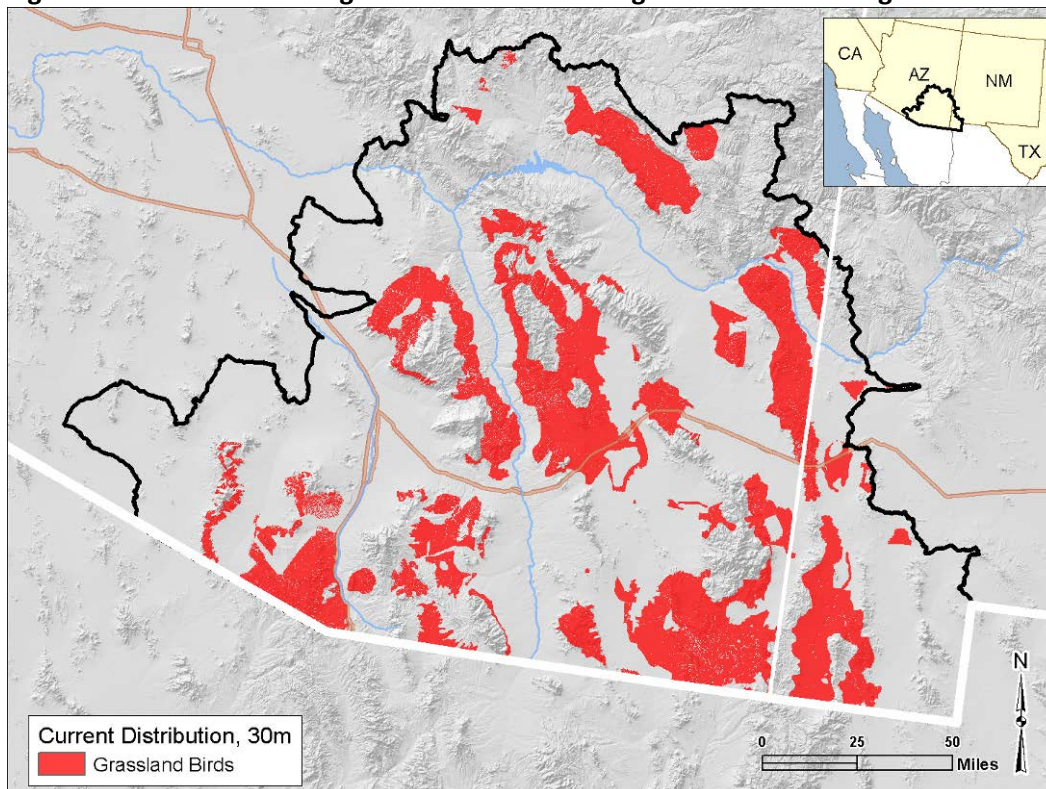 CA
AZ
NM
TX
N
Current Distribution, 30m
Grassland Birds
0 25 50
Miles